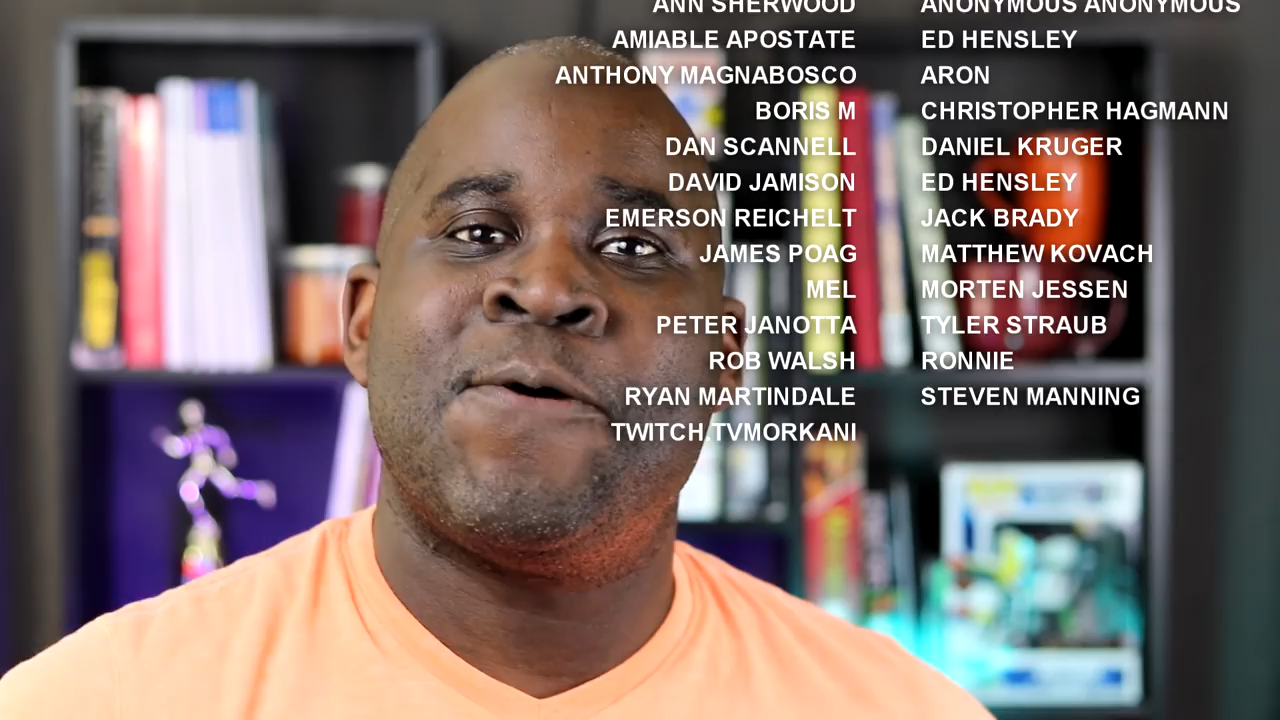 ANN SHERWOOD ANONYMOUS ANONYMOUS
AMIABLE APOSTATE ED HENSLEY
ANTHONY MAGNABOSCO ARON
BORIS M CHRISTOPHER HAGMANN
DAN SCANNELL DANIEL KRUGER
DAVID JAMISON ED HENSLEY
EMERSON REICHELT JACK BRADY
JAMES POAG MATTHEW KOVACH
MEL MORTEN JESSEN
PETER JANOTTA TYLER STRAUB
ROB WALSH RONNIE
RYAN MARTINDALE STEVEN MANNING
TWITCH.TVMORKANI